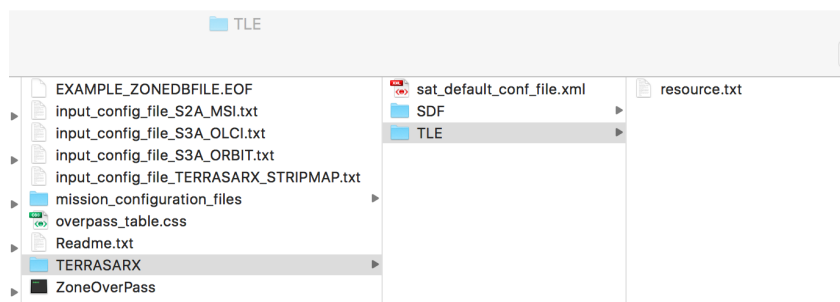 TLE
EXAMPLE_ZONEDBFILE.EOF
input_config_file_S2A_MSI.txt
input_config_file_S3A_OLCI.txt
input_config_file_S3A_ORBIT.txt
input_config_file_TERRASARX_STRIPMAP.txt
mission_configuration_files
overpass_table.css
Readme.txt
TERRASARX
ZoneOverPass
sat_default_conf_file.xml
SDF
TLE
resource.txt